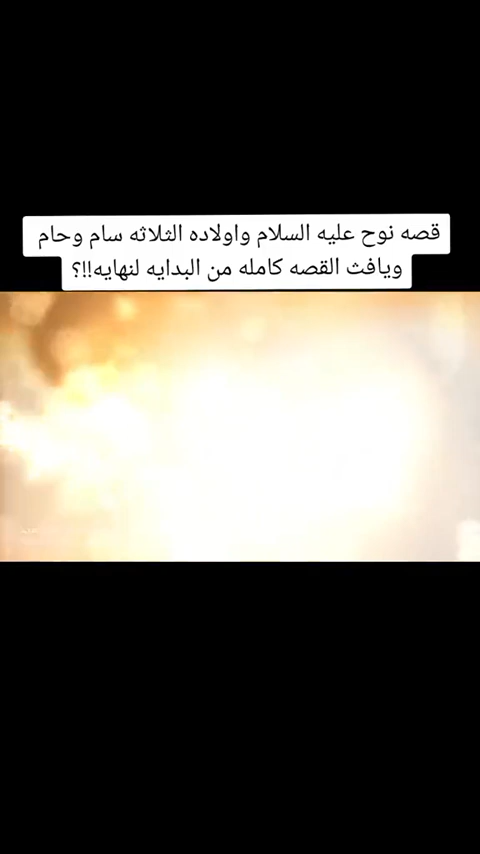 قصه نوح عليه السلام واولاده الثلاثه سام وحام
ويافث القصه كامله من البدايه لنهايه!!؟